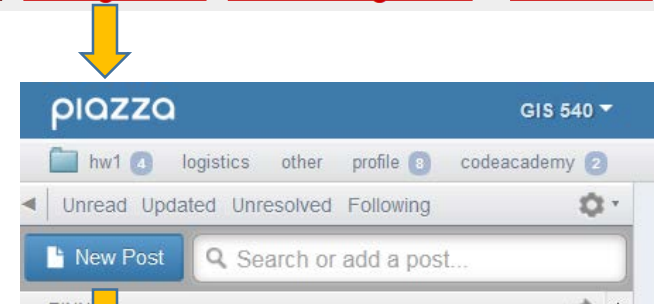 piazza GIS 540
hw1 4 logistics other profile 8 codeacademy 2
Unread Updated Unresolved Following
New Post Search or add a post...